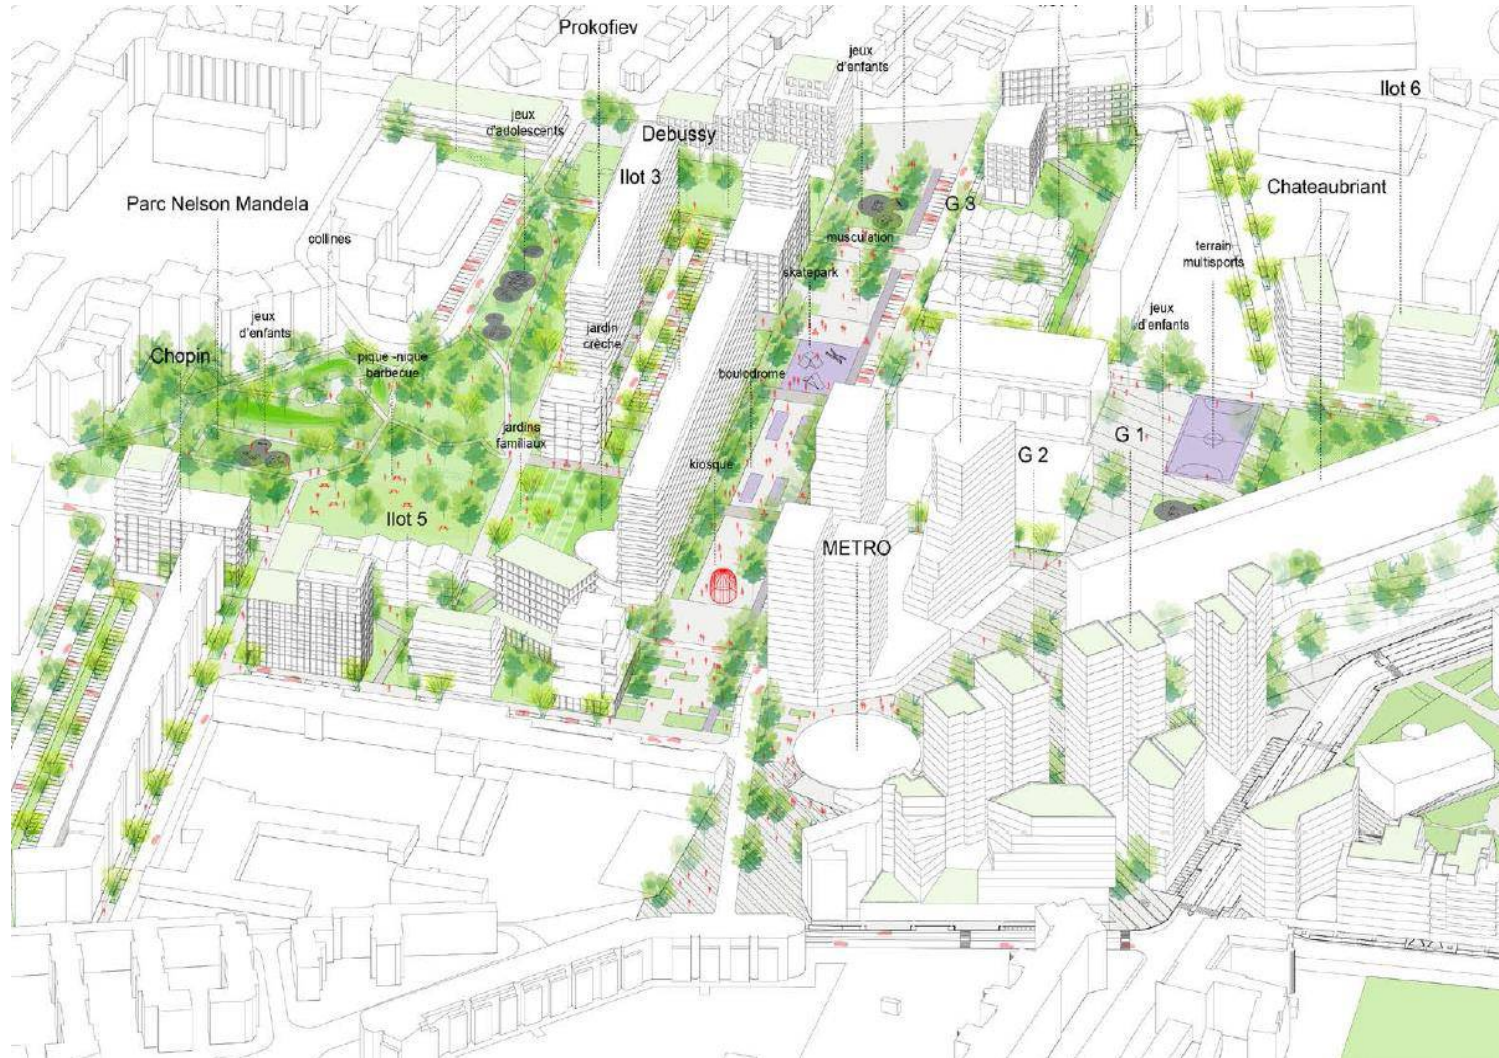 Prokofiev
jeux
d'enfants
Ilot 6
jeux
d'adolescents
Debussy
Ilot 3
Chateaubriant
Parc Nelson Mandela
G 3
collines
musculation
terrain
multisports
skatepark
jeux
d'enfants
jeux
d'enfants
jardin
crèche
Chopin
pique -nique
barbecue
boulodrome
jardins
familiaux
G 1
G 2
kiosque
Ilot 5
METRO